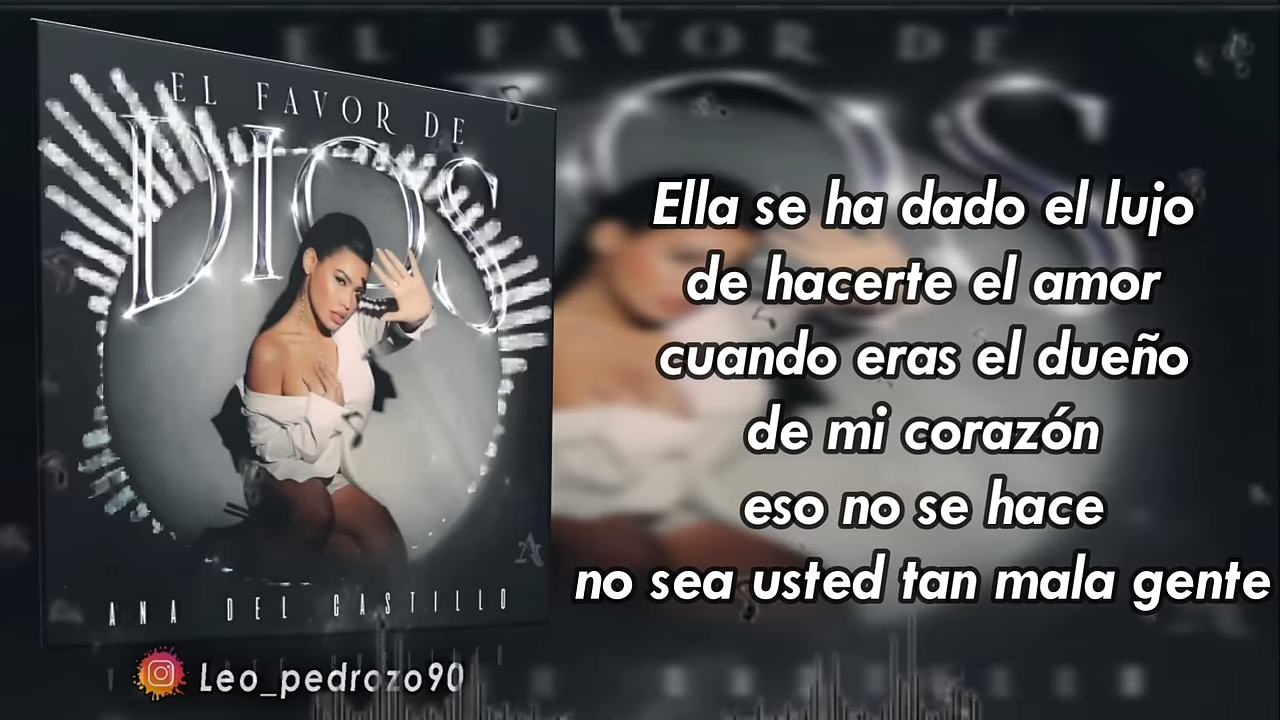 EL FAVOR DE
DIOS
ANA DEL CASTILLO
Leo_pedrozo90
Ella se ha dado el lujo
de hacerte el amor
cuando eras el dueño
de mi corazón
eso no se hace
no sea usted tan mala gente